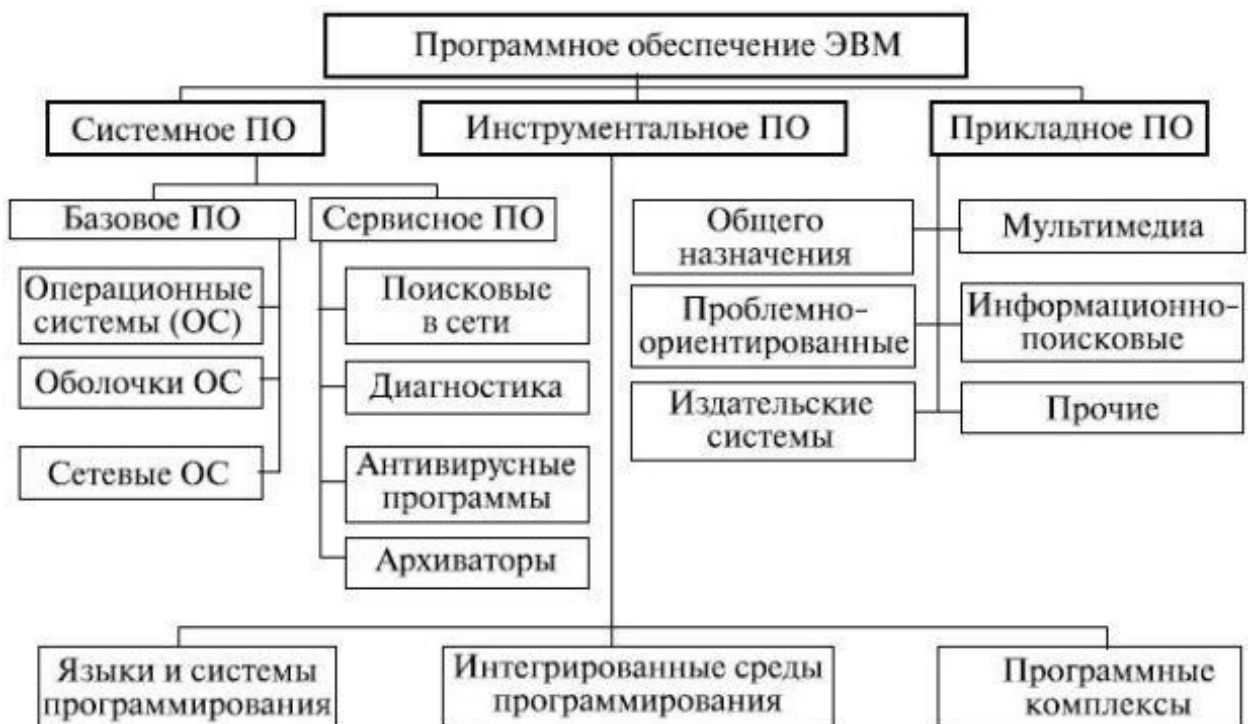 Программное обеспечение ЭВМ
Системное ПО
Инструментальное ПО
Прикладное ПО
Базовое ПО
Сервисное ПО
Операционные
системы (ОС)
Оболочки ОС
Сетевые ОС
Поисковые
в сети
Диагностика
Антивирусные
программы
Архиваторы
Общего
назначения
Проблемно-
ориентированные
Издательские
системы
Мультимедиа
Информационно-
поисковые
Прочие
Языки и системы
программирования
Интегрированные среды
программирования
Программные
комплексы